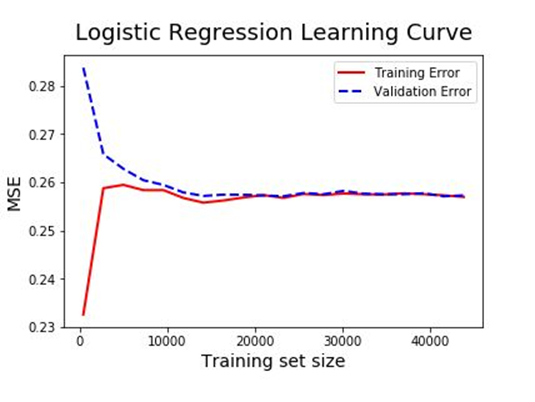 Logistic Regression Learning Curve
Training Error
Validation Error
0.28
0.27
0.26
0.25
0.24
0.23
MSE
0 10000 20000 30000 40000
Training set size